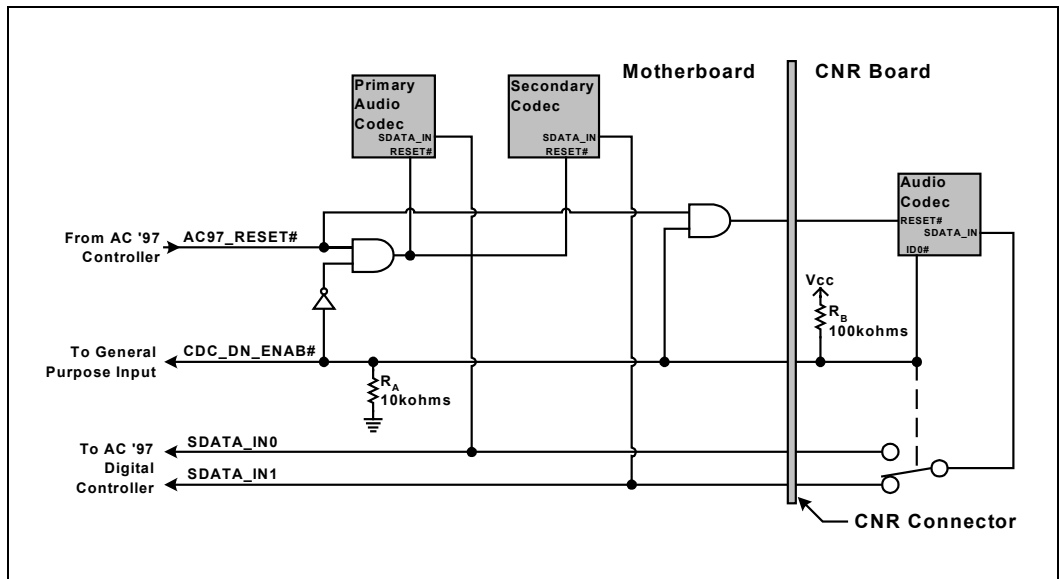 Motherboard
CNR Board
Primary
Audio
Codec
SDATA_IN
RESET#
Secondary
Codec
SDATA_IN
RESET#
Audio
Codec
RESET#
SDATA_IN
ID0#
From AC '97
Controller
AC97_RESET#
Vcc
RB
100kohms
To General
Purpose Input
CDC_DN_ENAB#
RA
10kohms
To AC '97
Digital
Controller
SDATA_IN0
SDATA_IN1
CNR Connector